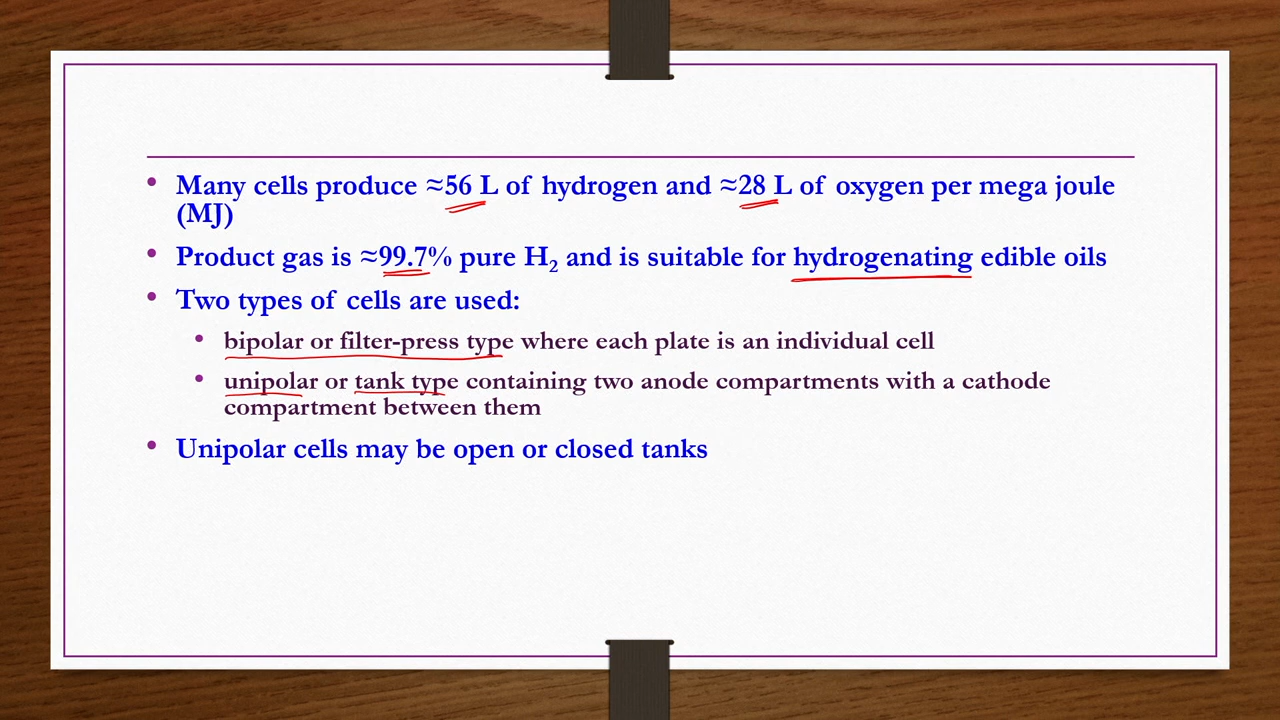 • Many cells produce ≈56 L of hydrogen and ≈28 L of oxygen per mega joule
(MJ)
• Product gas is ≈99.7% pure H₂ and is suitable for hydrogenating edible oils
• Two types of cells are used:
• bipolar or filter-press type where each plate is an individual cell
• unipolar or tank type containing two anode compartments with a cathode
compartment between them
• Unipolar cells may be open or closed tanks